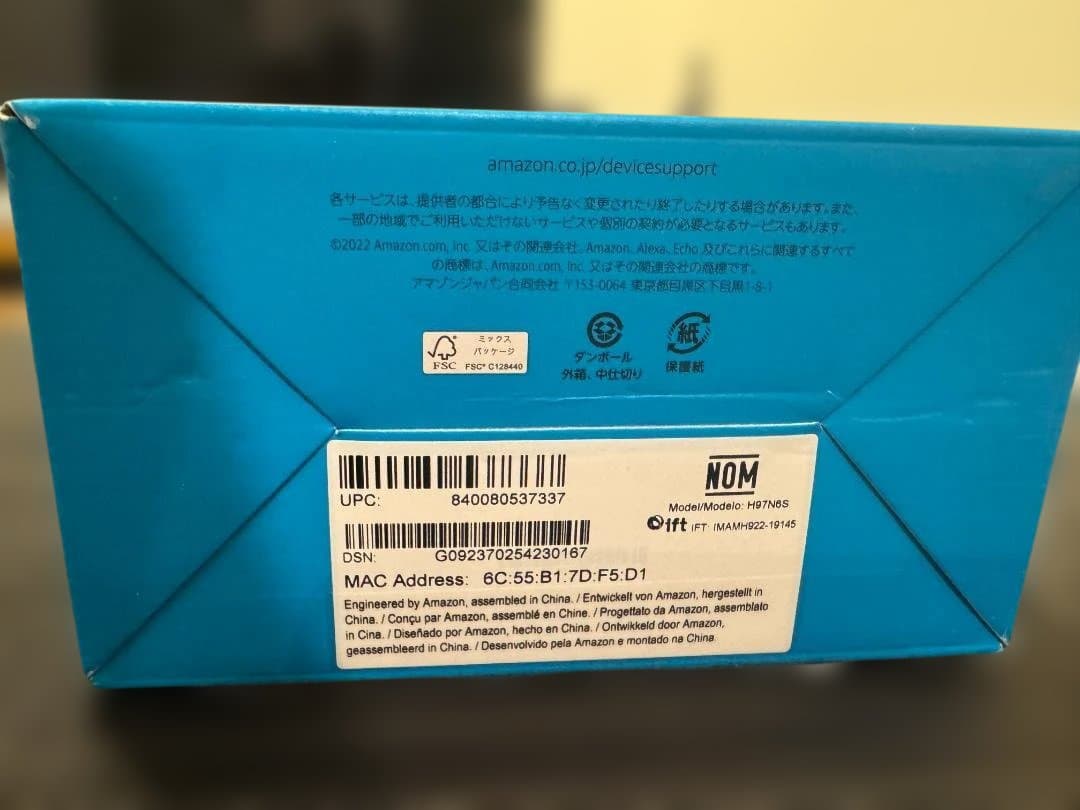 amazon.co.jp/devicesupport
各サービスは、提供者の都合により予告なく変更されたり終了したりする場合があります。また、
一部の地域でご利用いただけないサービスや個別の契約が必要となるサービスもあります。
©2022 Amazon.com, Inc. 又はその関連会社。Amazon、Alexa、Echo 及びこれらに関連するすべて
の商標は、Amazon.com, Inc. 又はその関連会社の商標です。
アマゾンジャパン合同会社 〒153-0064 東京都目黒区下目黒1-8-1
FSC
ミックス
パッケージ
FSC® C128440
ダンボール
外箱、中仕切り
紙
保護紙
UPC: 840080537337
NOM
Model/Modelo: H97N6S
ift IFT: IMAMH922-19145
DSN: G092370254230167
MAC Address: 6C:55:B1:7D:F5:D1
Engineered by Amazon, assembled in China. / Entwickelt von Amazon, hergestellt in
China. / Conçu par Amazon, assemblé en Chine. / Progettato da Amazon, assemblato
in Cina. / Diseñado por Amazon, hecho en China. / Ontwikkeld door Amazon,
geassembleerd in China. / Desenvolvido pela Amazon e montado na China.